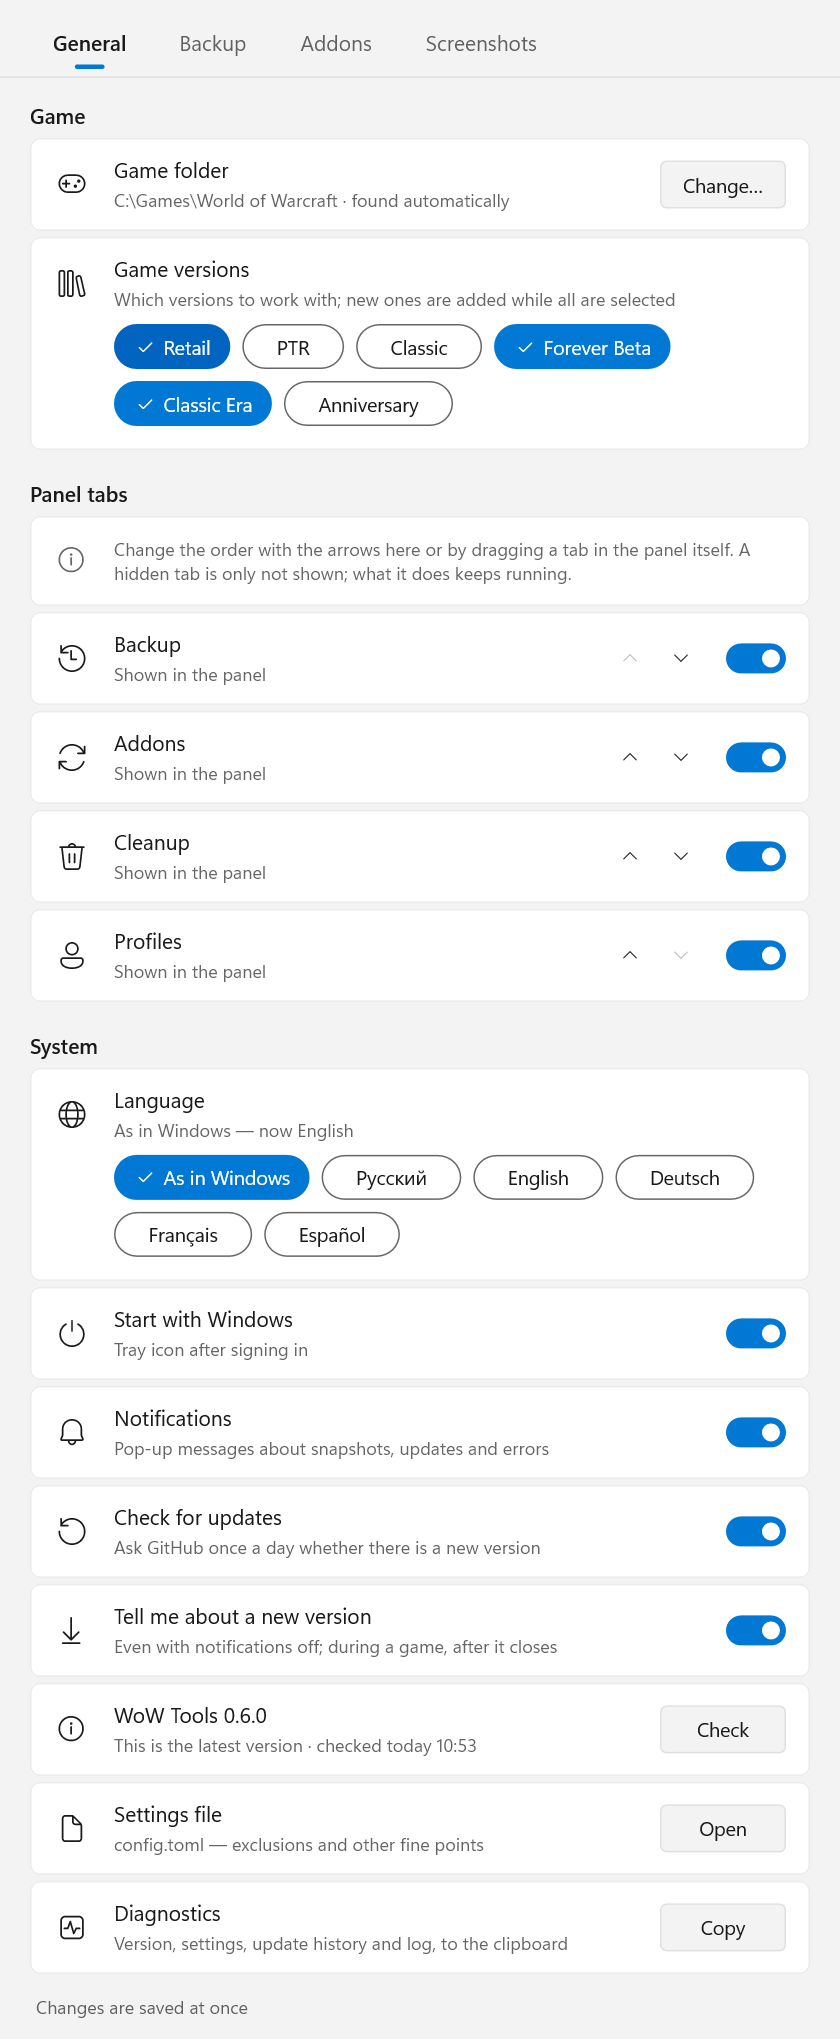 General
Backup
Addons
Screenshots
Game
Game folder
C:\Games\World of Warcraft · found automatically
Change...
Game versions
Which versions to work with; new ones are added while all are selected
Retail
PTR
Classic
Forever Beta
Classic Era
Anniversary
Panel tabs
Change the order with the arrows here or by dragging a tab in the panel itself. A
hidden tab is only not shown; what it does keeps running.
Backup
Shown in the panel
Addons
Shown in the panel
Cleanup
Shown in the panel
Profiles
Shown in the panel
System
Language
As in Windows — now English
As in Windows
Русский
English
Deutsch
Français
Español
Start with Windows
Tray icon after signing in
Notifications
Pop-up messages about snapshots, updates and errors
Check for updates
Ask GitHub once a day whether there is a new version
Tell me about a new version
Even with notifications off; during a game, after it closes
WoW Tools 0.6.0
This is the latest version · checked today 10:53
Check
Settings file
config.toml — exclusions and other fine points
Open
Diagnostics
Version, settings, update history and log, to the clipboard
Copy
Changes are saved at once